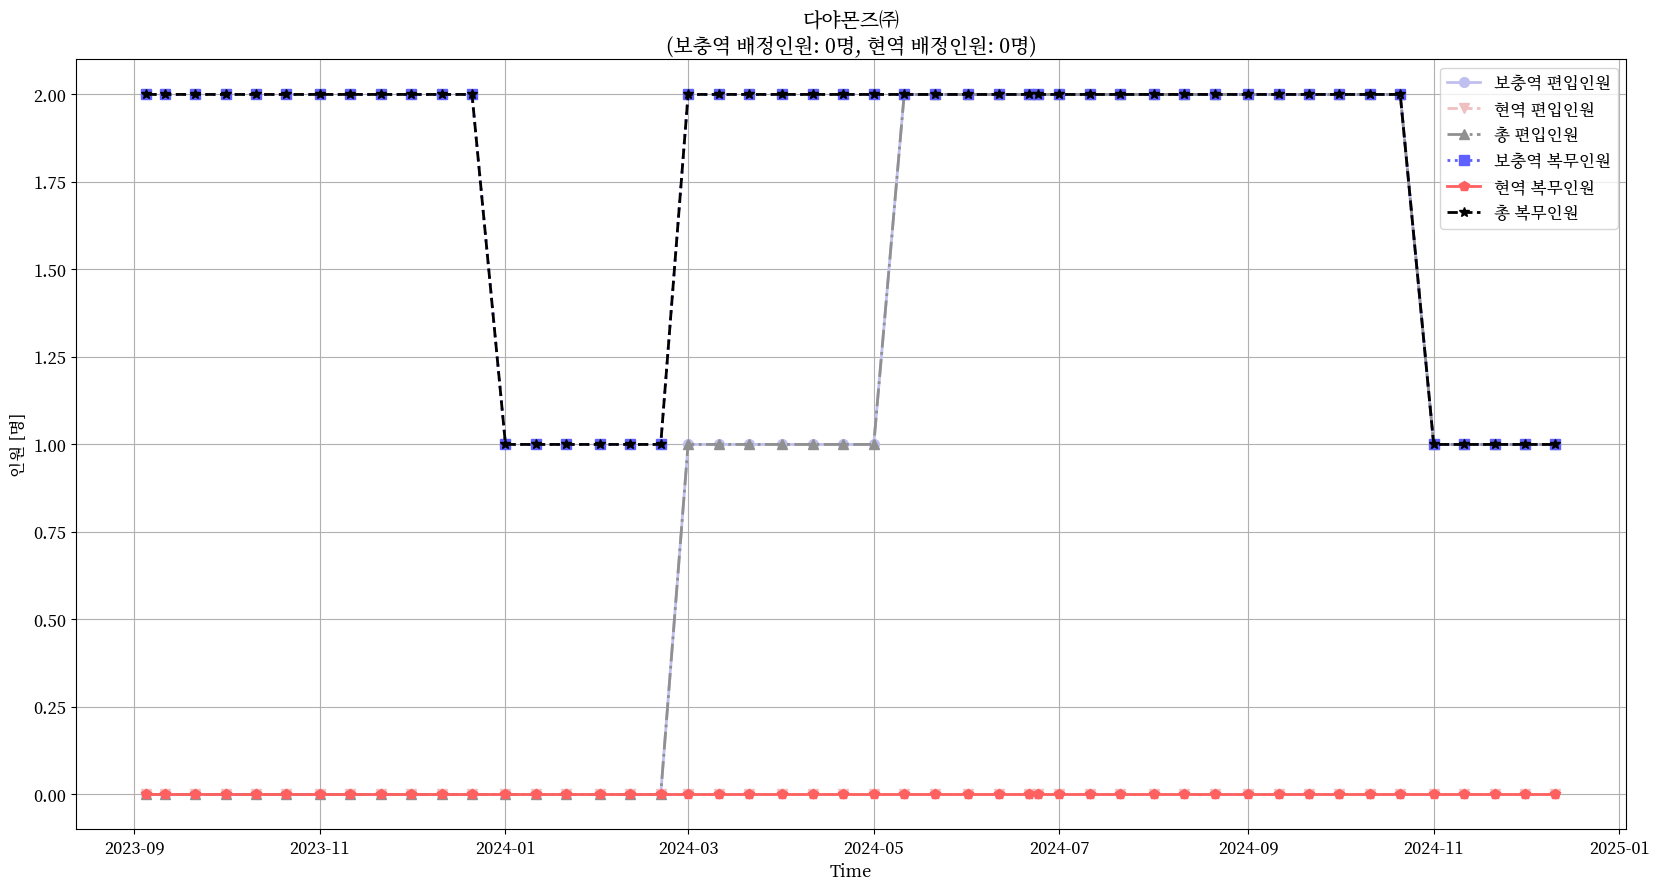 다야몬즈㈜
(보충역 배정인원: 0명, 현역 배정인원: 0명)
보충역 편입인원
현역 편입인원
총 편입인원
보충역 복무인원
현역 복무인원
총 복무인원
인원 [명]
2.00
1.75
1.50
1.25
1.00
0.75
0.50
0.25
0.00
2023-09
2023-11
2024-01
2024-03
2024-05
2024-07
2024-09
2024-11
2025-01
Time